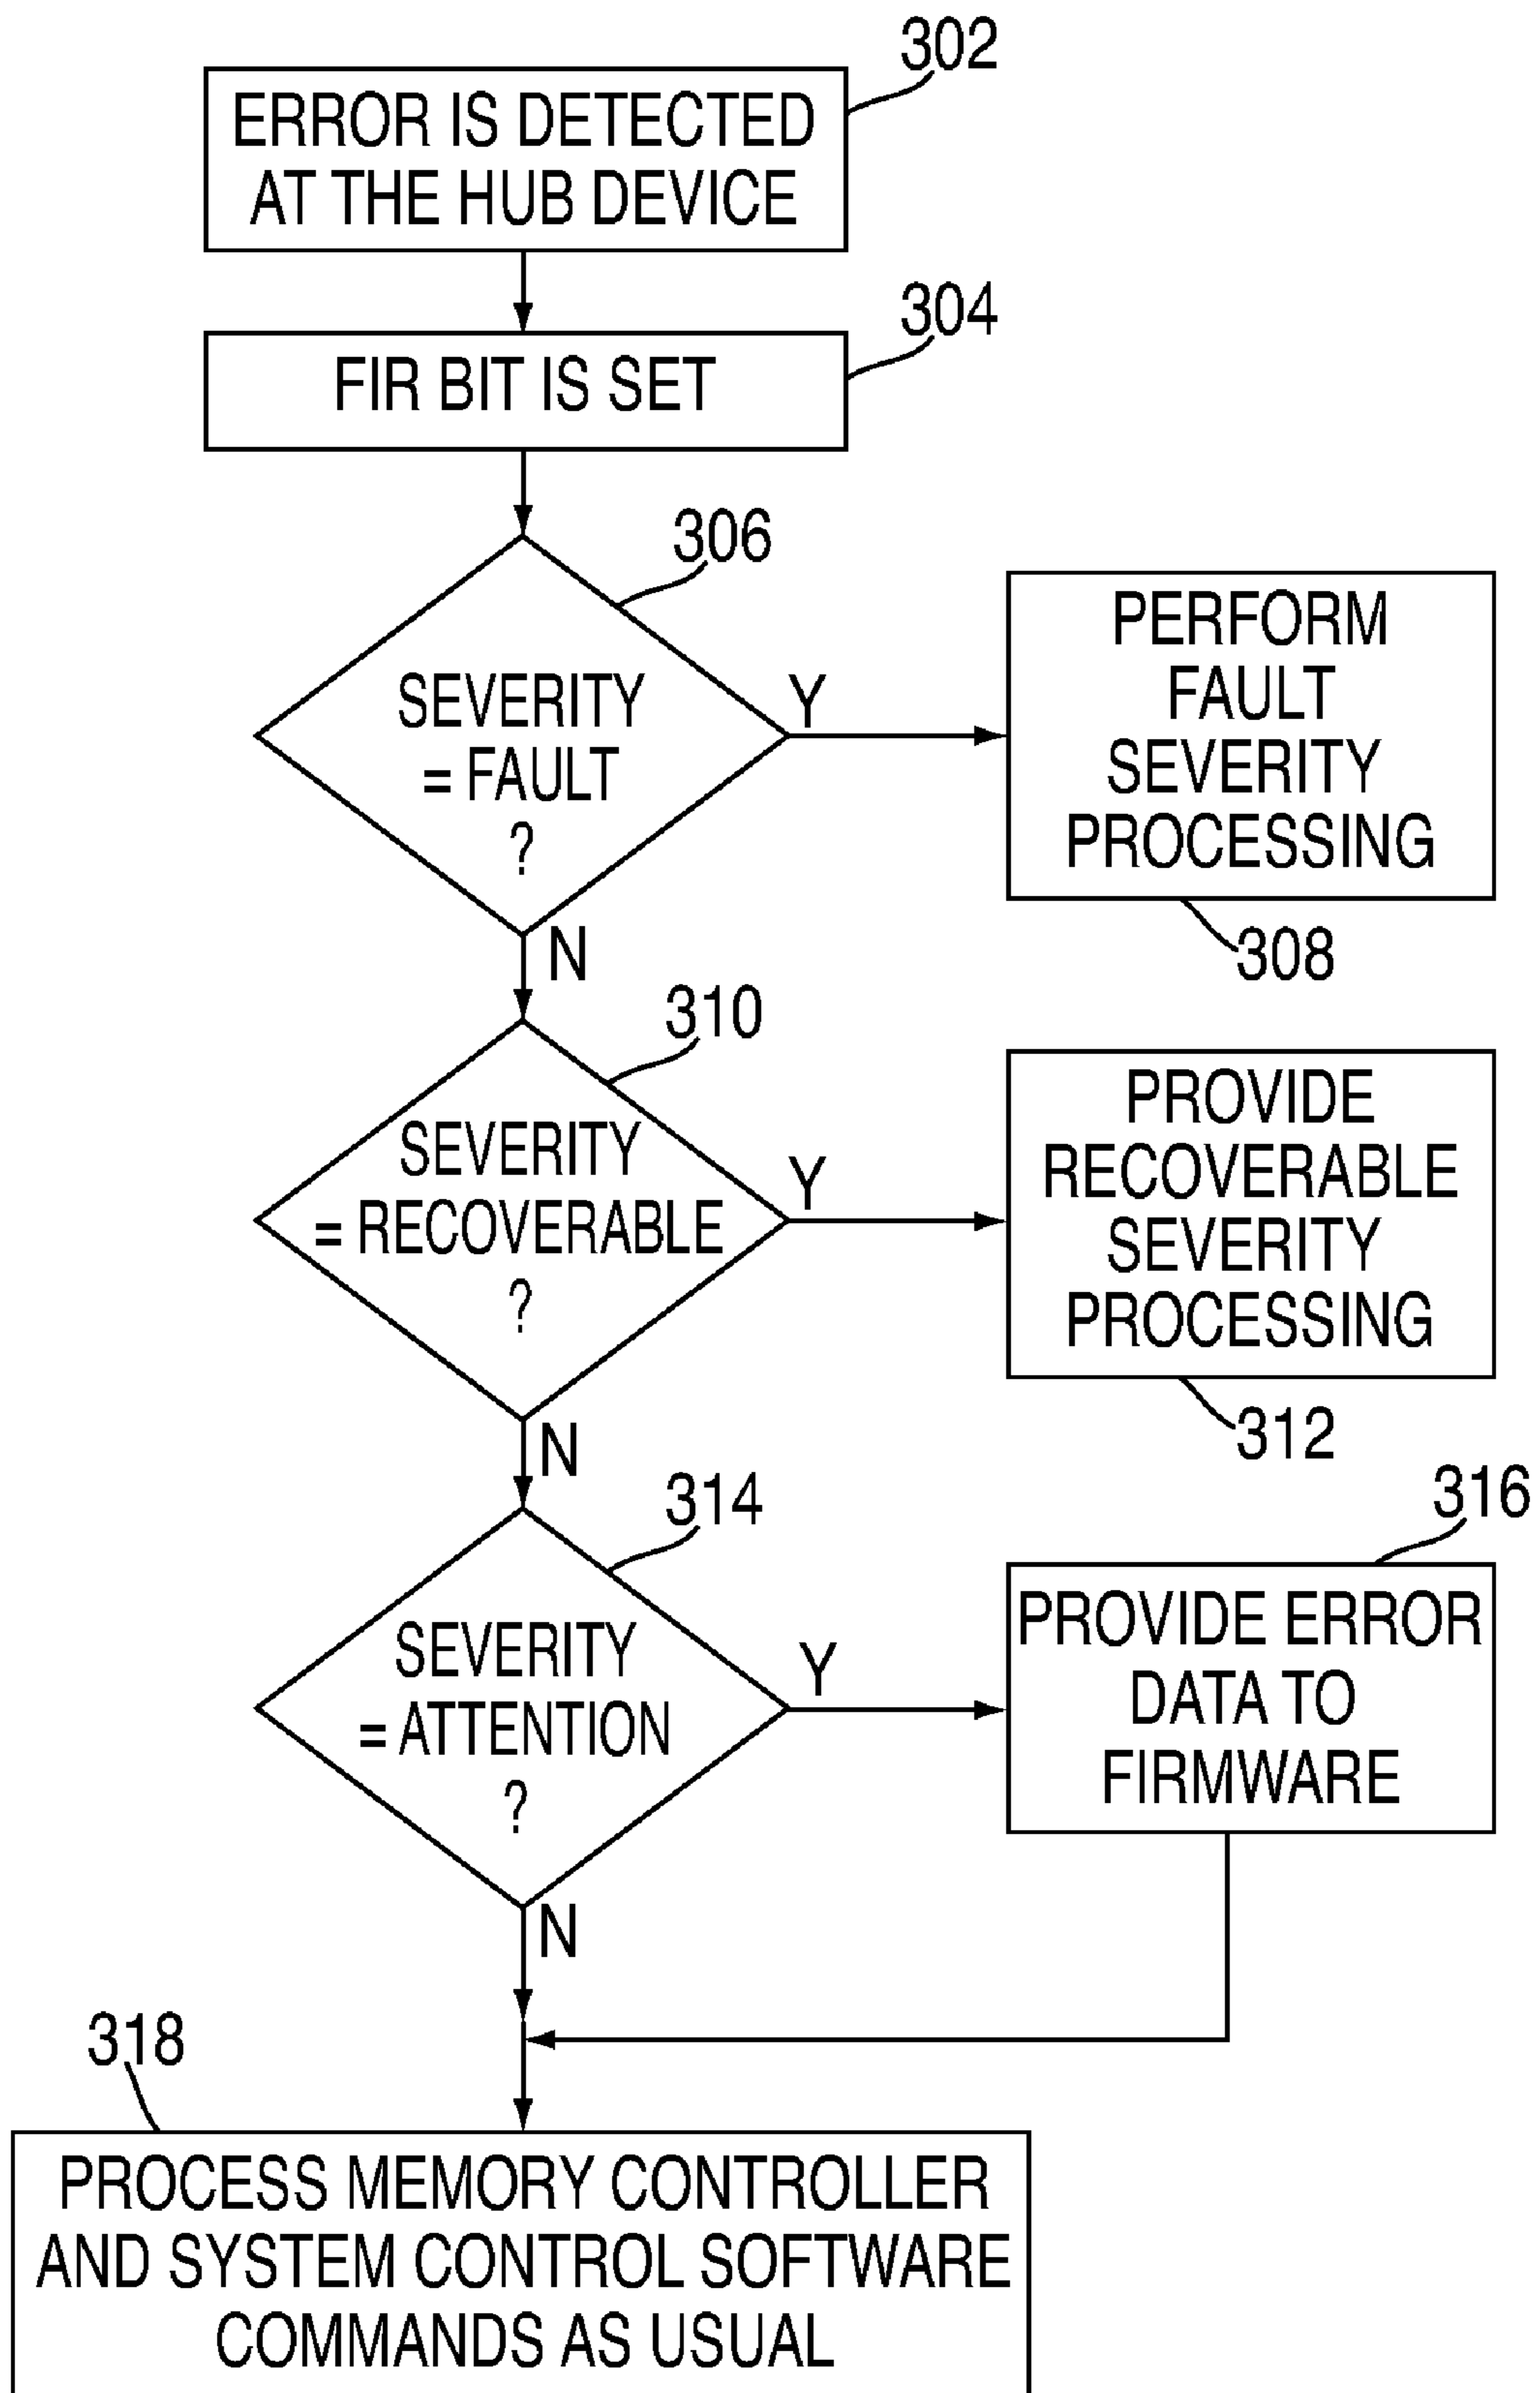 302
ERROR IS DETECTED
AT THE HUB DEVICE
304
FIR BIT IS SET
306
SEVERITY
= FAULT
?
Y
N
PERFORM
FAULT
SEVERITY
PROCESSING
308
310
SEVERITY
= RECOVERABLE
?
Y
N
PROVIDE
RECOVERABLE
SEVERITY
PROCESSING
312
314
SEVERITY
= ATTENTION
?
Y
N
316
PROVIDE ERROR
DATA TO
FIRMWARE
318
PROCESS MEMORY CONTROLLER
AND SYSTEM CONTROL SOFTWARE
COMMANDS AS USUAL